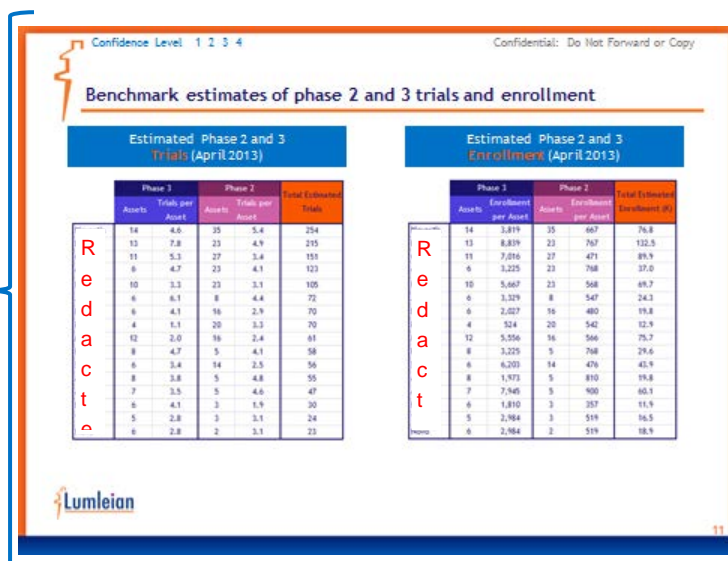 Confidence Level 1 2 3 4
Confidential: Do Not Forward or Copy
Benchmark estimates of phase 2 and 3 trials and enrollment
Estimated Phase 2 and 3
Trials (April 2013)
Phase 3 Phase 2 Total Estimated Trials
Assets Trials per Asset Assets Trials per Asset
14 4.6 35 5.4 254
13 7.8 23 4.9 215
11 5.3 27 3.4 151
6 4.7 23 4.1 123
10 3.3 23 3.1 105
6 6.1 8 4.4 72
6 4.1 16 2.9 70
4 1.1 20 3.3 70
12 2.0 16 2.4 61
8 4.7 5 4.1 58
6 3.4 14 2.5 56
8 3.8 5 4.8 55
7 3.5 5 4.6 47
6 4.1 3 1.9 30
5 2.8 3 3.1 24
6 2.8 2 3.1 23
R
e
d
a
c
t
e
Estimated Phase 2 and 3
Enrollment (April 2013)
Phase 3 Phase 2 Total Estimated Enrollment (K)
Assets Enrollment per Asset Assets Enrollment per Asset
14 3,819 35 667 76.8
13 8,839 23 767 132.5
11 7,016 27 471 89.9
6 3,225 23 768 37.0
10 5,667 23 568 69.7
6 3,329 8 547 24.3
6 2,027 16 480 19.8
4 524 20 542 12.9
12 5,556 16 566 75.7
8 3,225 5 768 29.6
6 6,203 14 476 43.9
8 1,973 5 810 19.8
7 7,945 5 900 60.1
6 1,810 3 357 11.9
5 2,984 3 519 16.5
6 2,984 2 519 18.9
R
e
d
a
c
t
Lumleian
11